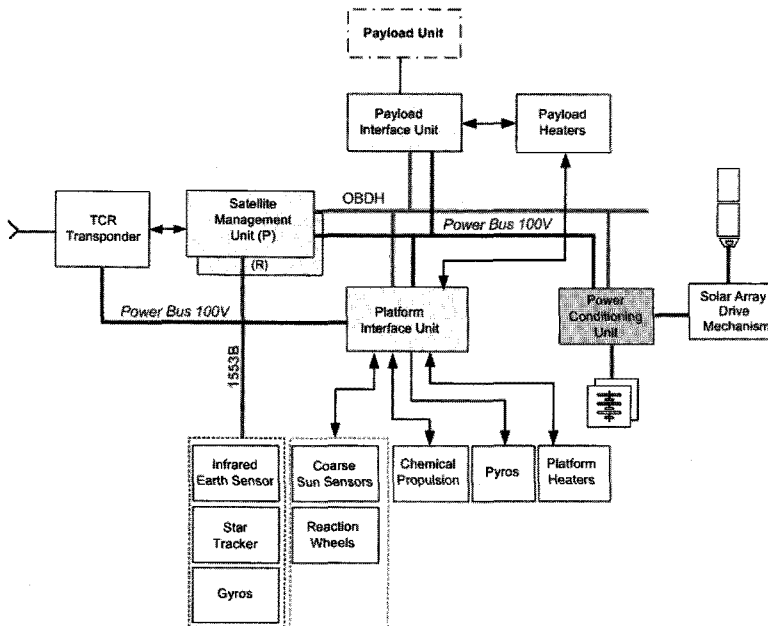 Payload Unit
Payload
Interface Unit
Payload
Heaters
OBDH
TCR
Transponder
Satellite
Management
Unit (P)
(R)
Power Bus 100V
Power Bus 100V
Platform
Interface Unit
Power
Conditioning
Unit
Solar Array
Drive
Mechanism
1553B
Infrared
Earth Sensor
Coarse
Sun Sensors
Chemical
Propulsion
Pyros
Platform
Heaters
Star
Tracker
Reaction
Wheels
Gyros